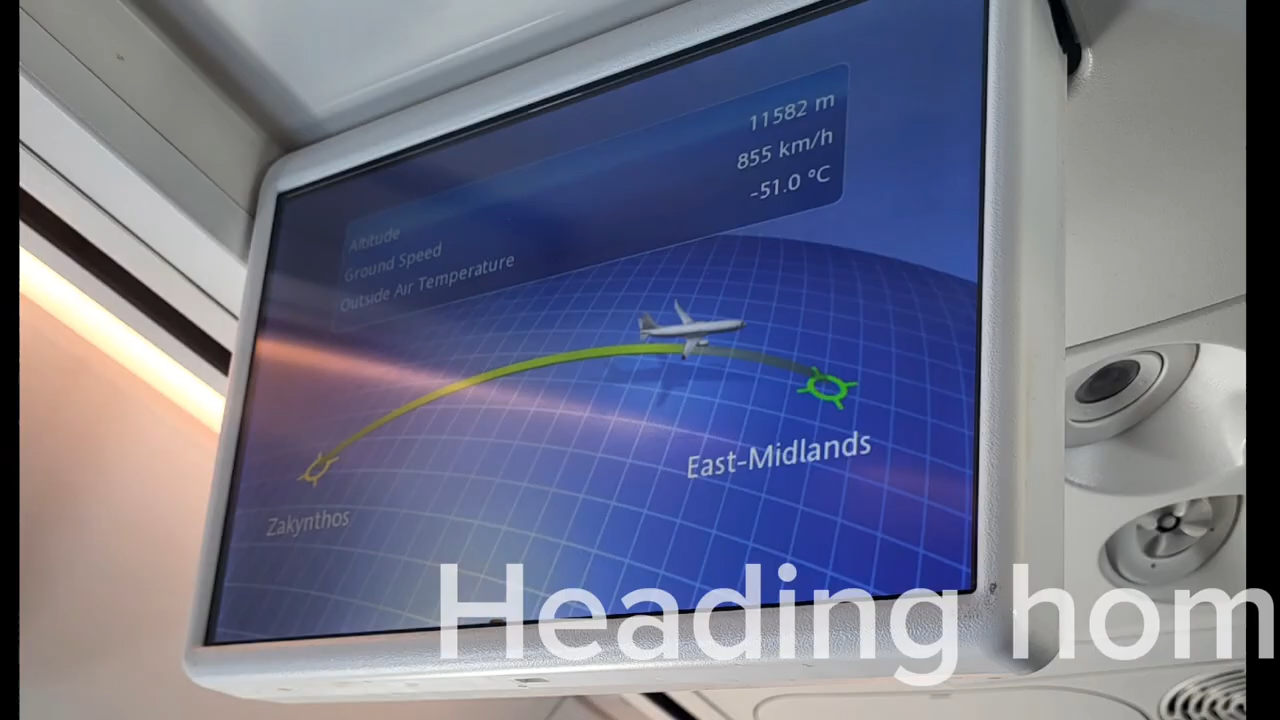 Altitude 11582 m
Ground Speed 855 km/h
Outside Air Temperature -51.0 °C
Zakynthos
East-Midlands
Heading hom